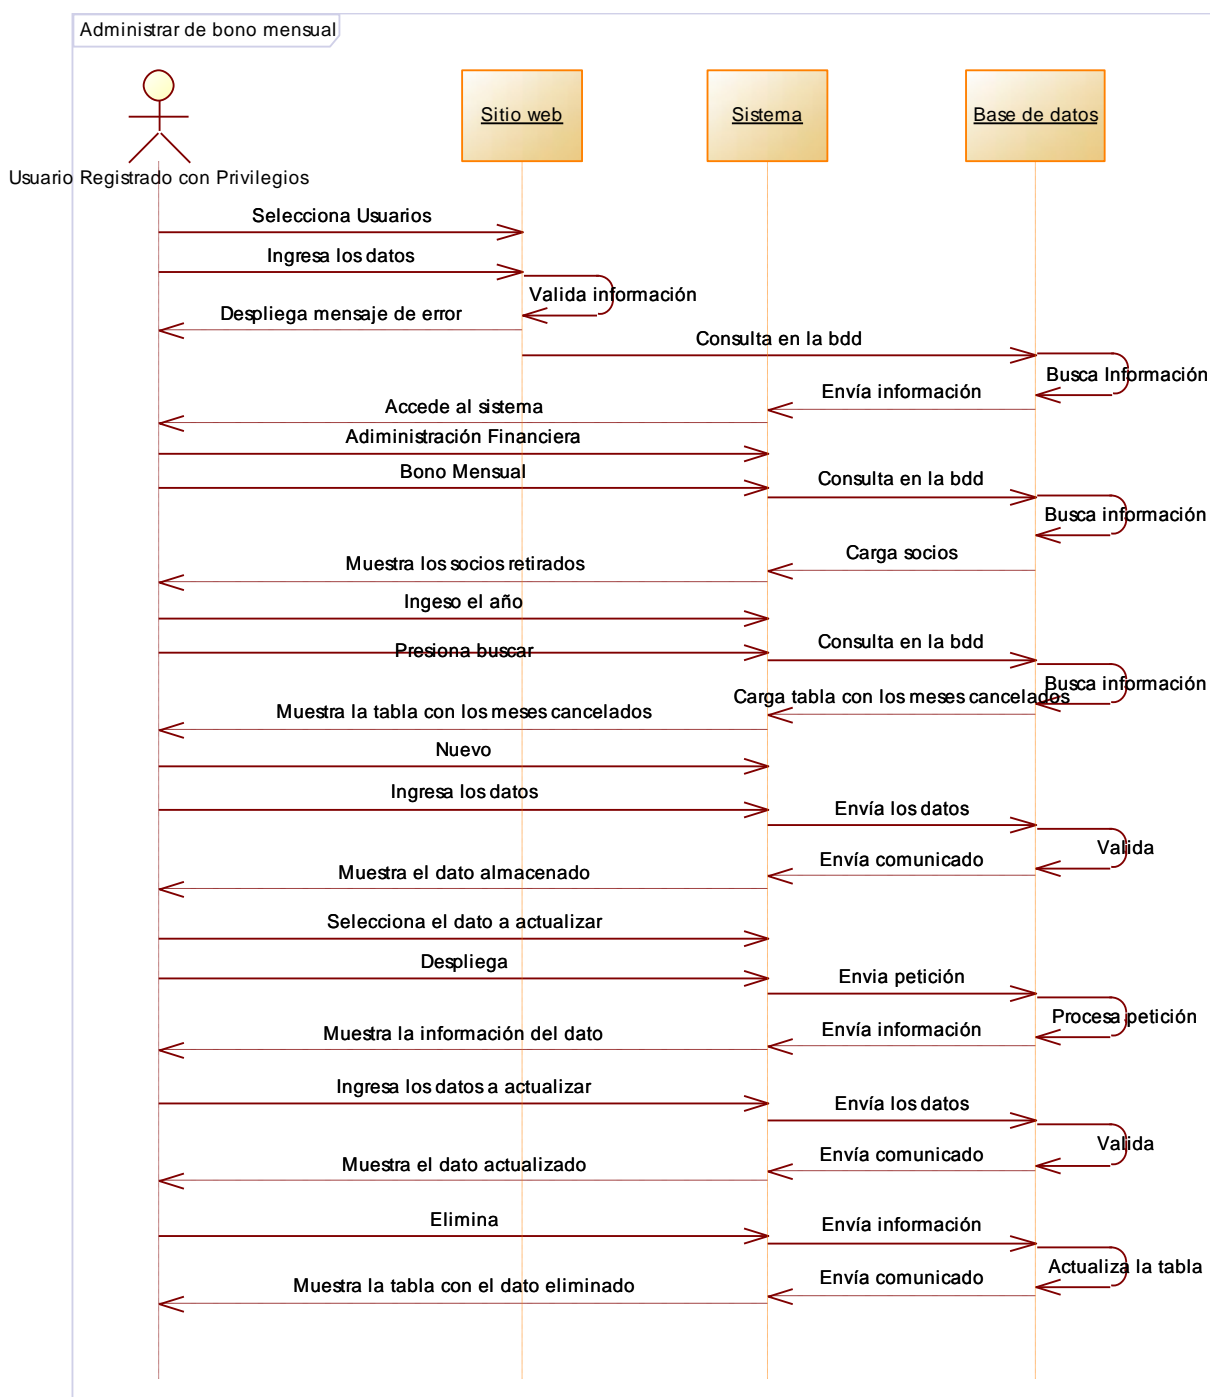 Administrar de bono mensual
Sitio web
Sistema
Base de datos
Usuario Registrado con Privilegios
Selecciona Usuarios
Ingresa los datos
Valida información
Despliega mensaje de error
Consulta en la bdd
Busca Información
Envía información
Accede al sistema
Adiministración Financiera
Bono Mensual
Consulta en la bdd
Busca información
Carga socios
Muestra los socios retirados
Ingeso el año
Presiona buscar
Consulta en la bdd
Busca información
Carga tabla con los meses cancelados
Muestra la tabla con los meses cancelados
Nuevo
Ingresa los datos
Envía los datos
Valida
Envía comunicado
Muestra el dato almacenado
Selecciona el dato a actualizar
Despliega
Envia petición
Procesa petición
Envía información
Muestra la información del dato
Ingresa los datos a actualizar
Envía los datos
Valida
Envía comunicado
Muestra el dato actualizado
Elimina
Envía información
Actualiza la tabla
Envía comunicado
Muestra la tabla con el dato eliminado